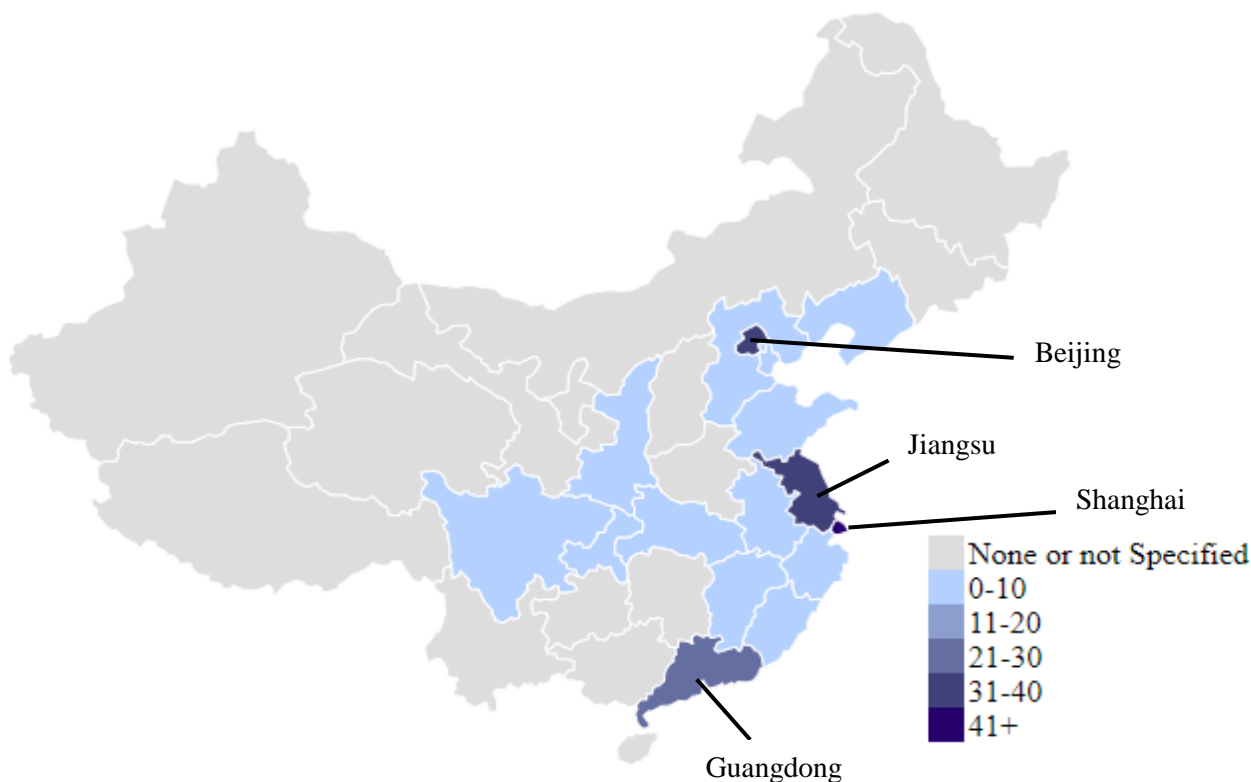 Beijing
Jiangsu
Shanghai
None or not Specified
0-10
11-20
21-30
31-40
41+
Guangdong